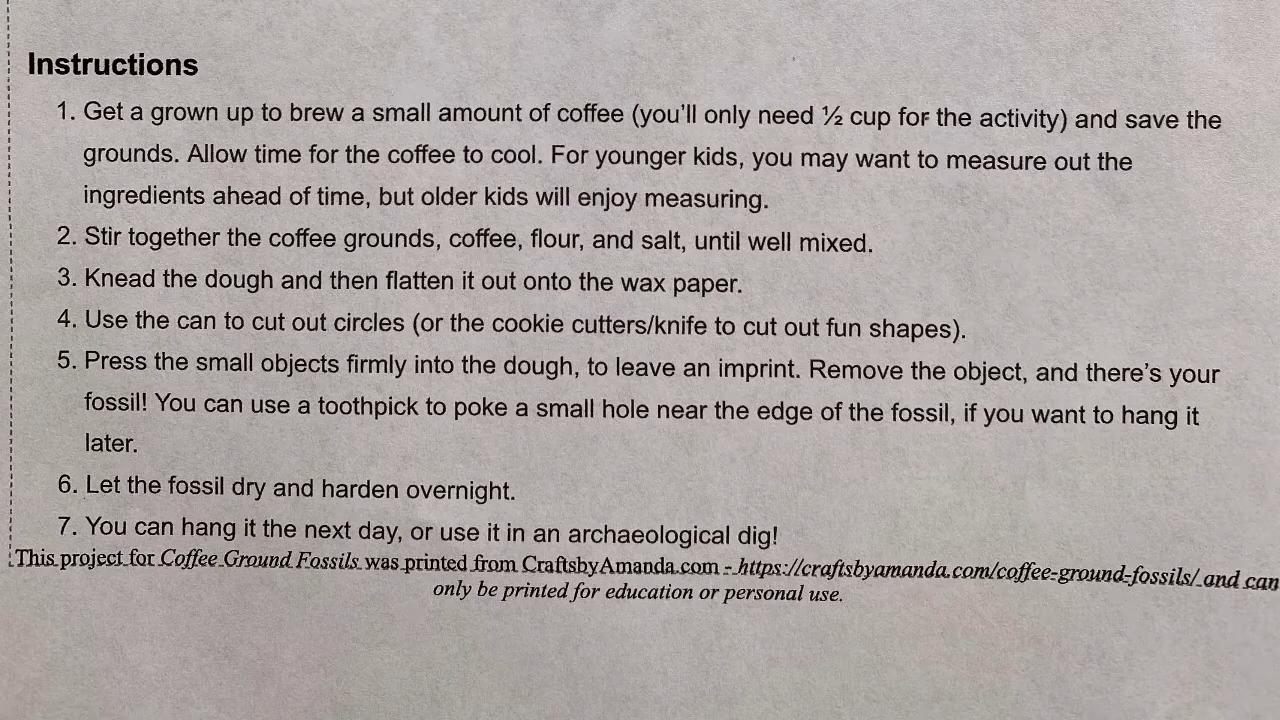 Instructions
1. Get a grown up to brew a small amount of coffee (you'll only need ½ cup for the activity) and save the
grounds. Allow time for the coffee to cool. For younger kids, you may want to measure out the
ingredients ahead of time, but older kids will enjoy measuring.
2. Stir together the coffee grounds, coffee, flour, and salt, until well mixed.
3. Knead the dough and then flatten it out onto the wax paper.
4. Use the can to cut out circles (or the cookie cutters/knife to cut out fun shapes).
5. Press the small objects firmly into the dough, to leave an imprint. Remove the object, and there's your
fossil! You can use a toothpick to poke a small hole near the edge of the fossil, if you want to hang it
later.
6. Let the fossil dry and harden overnight.
7. You can hang it the next day, or use it in an archaeological dig!
This project for Coffee Ground Fossils was printed from CraftsbyAmanda.com - https://craftsbyamanda.com/coffee-ground-fossils/ and can
only be printed for education or personal use.